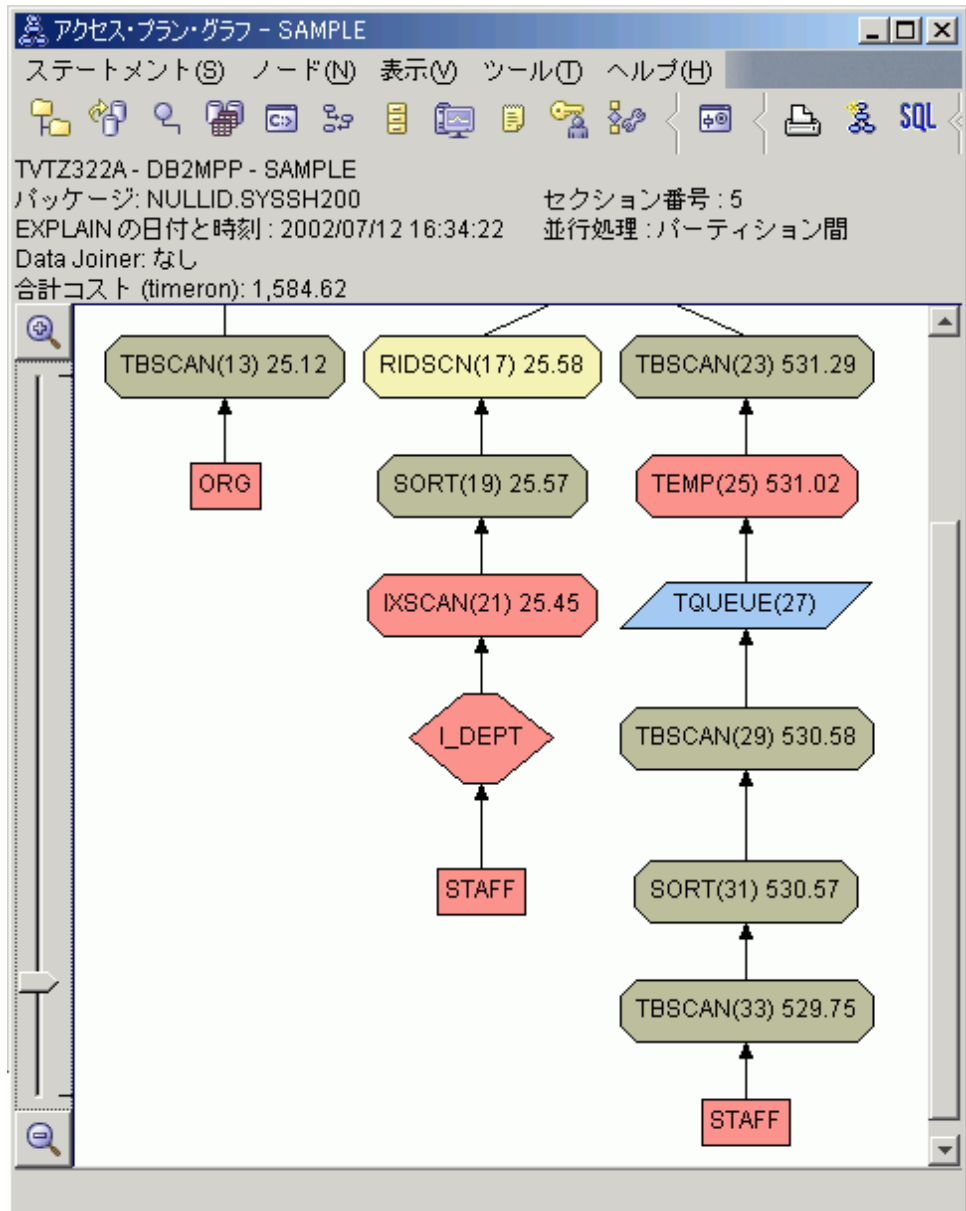 アクセス・プラン・グラフ - SAMPLE
ステートメント(S) ノード(N) 表示(V) ツール(T) ヘルプ(H)
C:>
SQL
TVTZ322A - DB2MPP - SAMPLE
パッケージ: NULLID.SYSSH200 セクション番号 : 5
EXPLAIN の日付と時刻 : 2002/07/12 16:34:22 並行処理 : パーティション間
Data Joiner: なし
合計コスト (timeron): 1,584.62
TBSCAN(13) 25.12 RIDSCN(17) 25.58 TBSCAN(23) 531.29
ORG SORT(19) 25.57 TEMP(25) 531.02
IXSCAN(21) 25.45 TQUEUE(27)
I_DEPT TBSCAN(29) 530.58
STAFF SORT(31) 530.57
TBSCAN(33) 529.75
STAFF